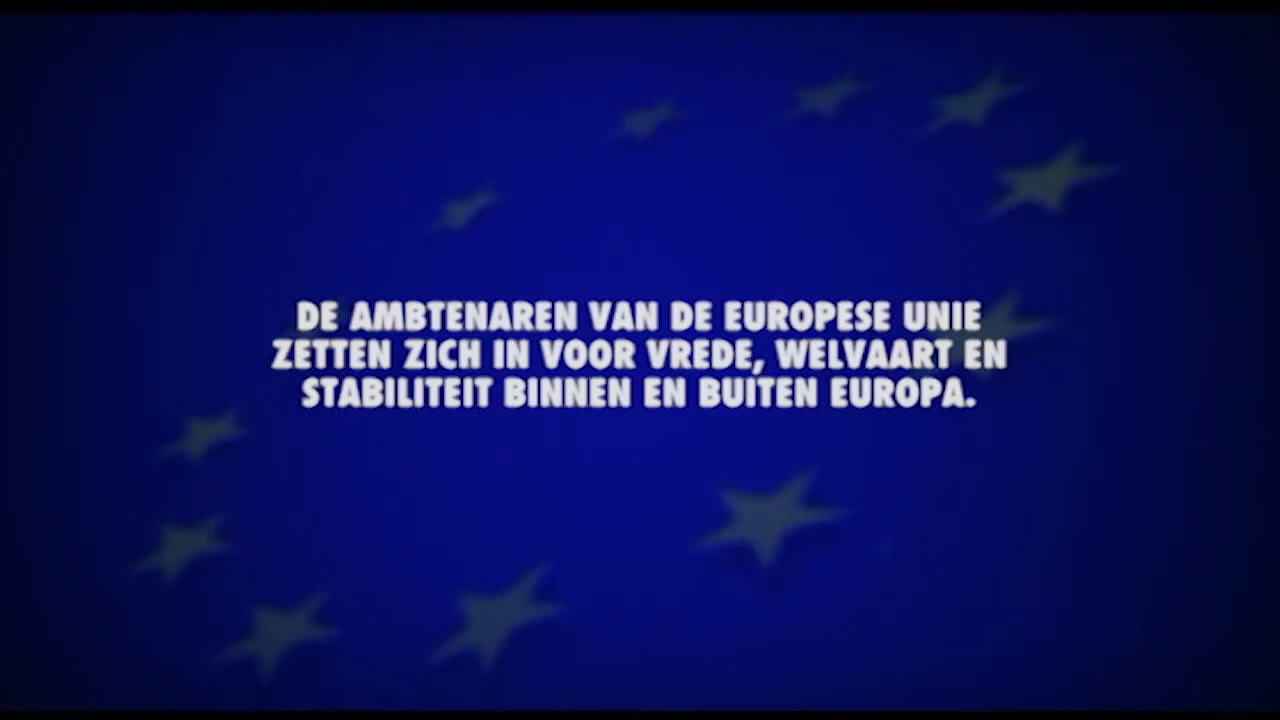 DE AMBTENAREN VAN DE EUROPESE UNIE
ZETTEN ZICH IN VOOR VREDE, WELVAART EN
STABILITEIT BINNEN EN BUITEN EUROPA.